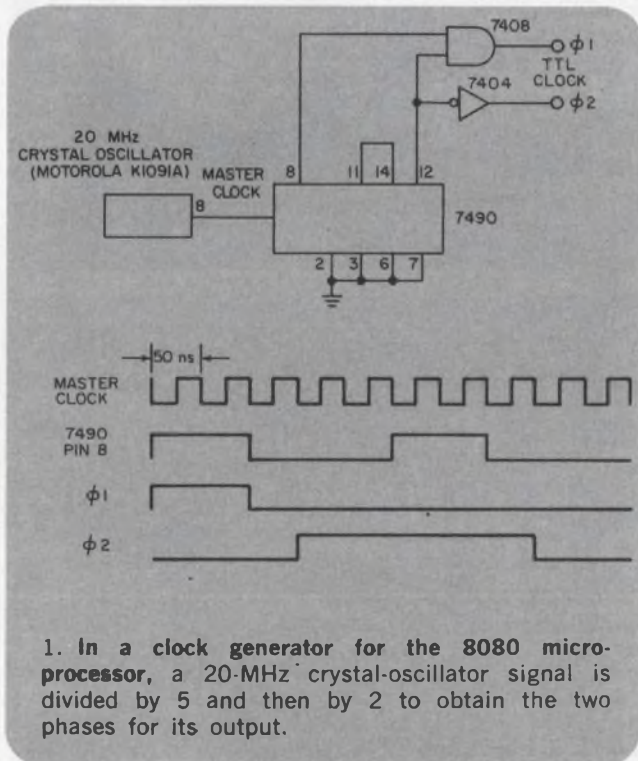 7408
φ1
TTL
CLOCK
7404
φ2
20 MHz
CRYSTAL OSCILLATOR
(MOTOROLA K1091A)
MASTER
CLOCK
8
8
11
14
12
7490
2
3
6
7
50 ns
MASTER
CLOCK
7490
PIN 8
φ1
φ2
1. In a clock generator for the 8080 micro-
processor, a 20-MHz crystal-oscillator signal is
divided by 5 and then by 2 to obtain the two
phases for its output.